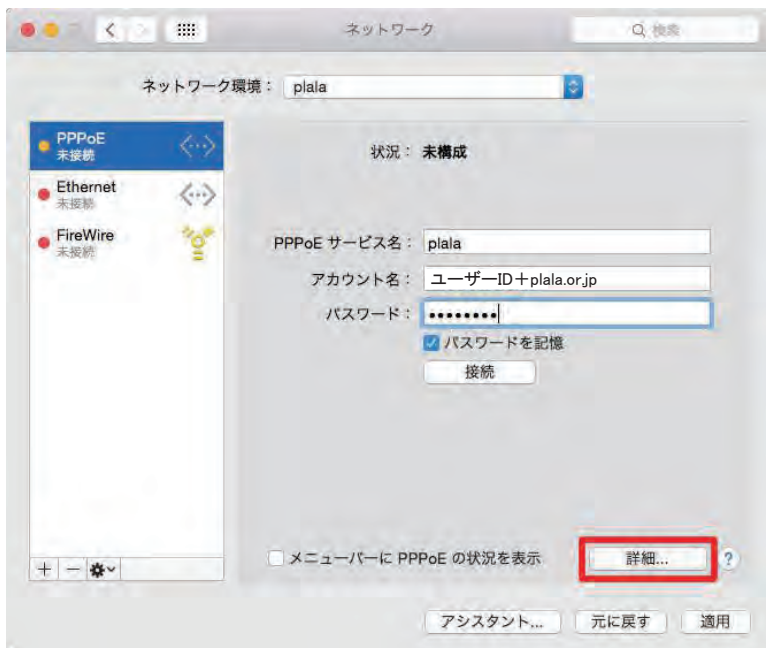 ネットワーク
検索
ネットワーク環境： plala
PPPoE
未接続
Ethernet
未接続
FireWire
未接続
状況： 未構成
PPPoE サービス名： plala
アカウント名： ユーザーID＋plala.or.jp
パスワード： ••••••••
パスワードを記憶
接続
メニューバーに PPPoE の状況を表示
詳細...
?
アシスタント...
元に戻す
適用